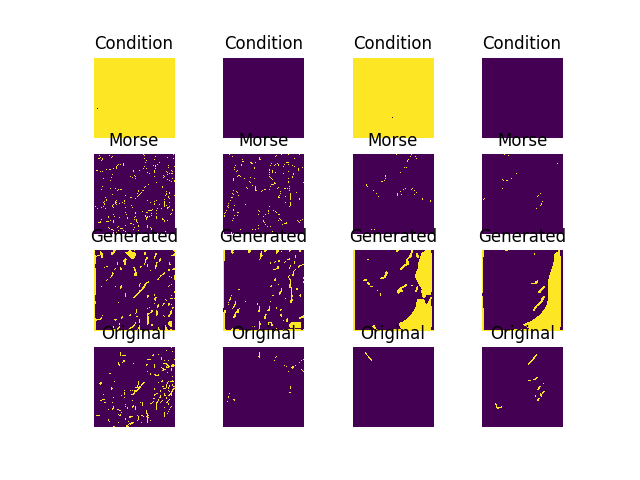 Condition Condition Condition Condition
Morse Morse Morse Morse
Generated Generated Generated Generated
Original Original Original Original